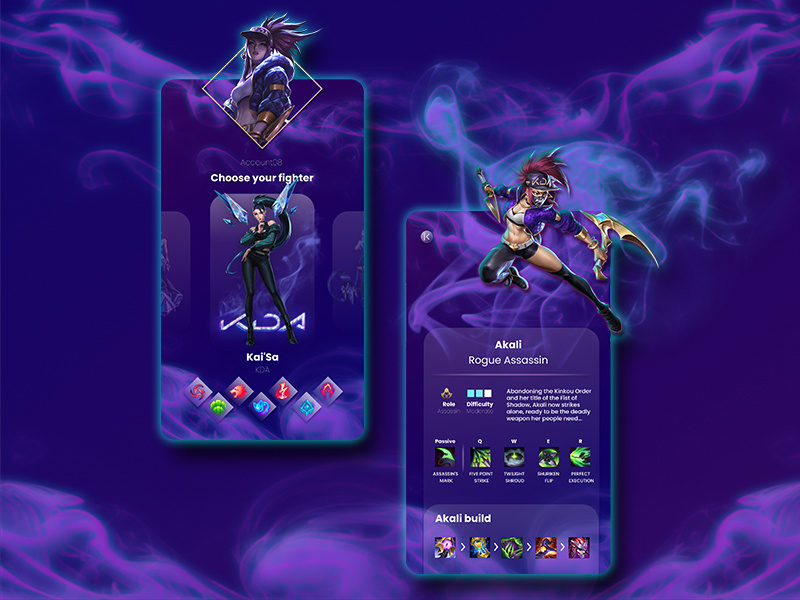 Account08
Choose your fighter
KDA
Kai'Sa
KDA
KDA
Akali
Rogue Assassin
Role
Assassin
Difficulty
Moderate
Abandoning the Kinkou Order
and her title of the Fist of
Shadow, Akali now strikes
alone, ready to be the deadly
weapon her people need...
Passive
Q
W
E
R
ASSASSIN'S
MARK
FIVE POINT
STRIKE
TWILIGHT
SHROUD
SHURIKEN
FLIP
PERFECT
EXECUTION
Akali build